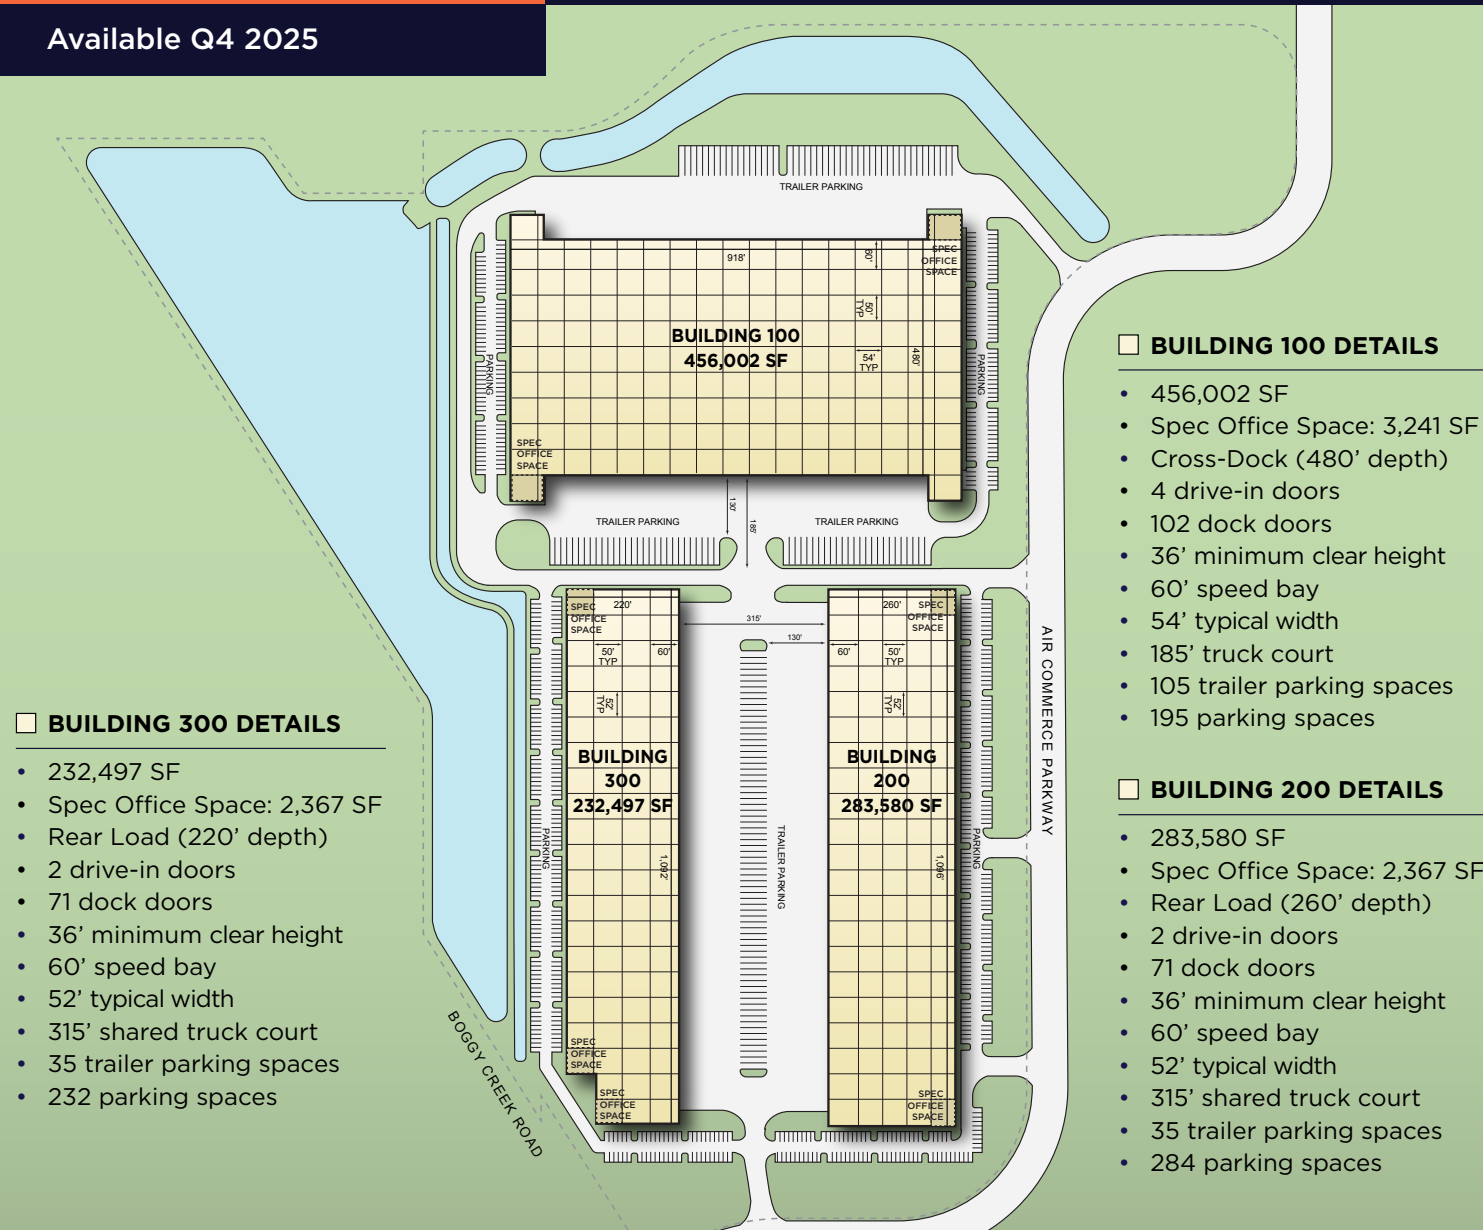 Available Q4 2025
TRAILER PARKING
918'
60'
SPEC
OFFICE
SPACE
50'
TYP
BUILDING 100
456,002 SF
54'
TYP
480'
PARKING
PARKING
SPEC
OFFICE
SPACE
130'
185'
TRAILER PARKING
TRAILER PARKING
SPEC
OFFICE
SPACE
220'
50'
TYP
60'
52'
TYP
BUILDING
300
232,497 SF
1,092'
PARKING
SPEC
OFFICE
SPACE
SPEC
OFFICE
SPACE
315'
130'
TRAILER PARKING
260'
SPEC
OFFICE
SPACE
60'
50'
TYP
52'
TYP
BUILDING
200
283,580 SF
1,096'
PARKING
SPEC
OFFICE
SPACE
AIR COMMERCE PARKWAY
BOGGY CREEK ROAD
BUILDING 100 DETAILS
• 456,002 SF
• Spec Office Space: 3,241 SF
• Cross-Dock (480’ depth)
• 4 drive-in doors
• 102 dock doors
• 36’ minimum clear height
• 60’ speed bay
• 54’ typical width
• 185’ truck court
• 105 trailer parking spaces
• 195 parking spaces
BUILDING 200 DETAILS
• 283,580 SF
• Spec Office Space: 2,367 SF
• Rear Load (260’ depth)
• 2 drive-in doors
• 71 dock doors
• 36’ minimum clear height
• 60’ speed bay
• 52’ typical width
• 315’ shared truck court
• 35 trailer parking spaces
• 284 parking spaces
BUILDING 300 DETAILS
• 232,497 SF
• Spec Office Space: 2,367 SF
• Rear Load (220’ depth)
• 2 drive-in doors
• 71 dock doors
• 36’ minimum clear height
• 60’ speed bay
• 52’ typical width
• 315’ shared truck court
• 35 trailer parking spaces
• 232 parking spaces